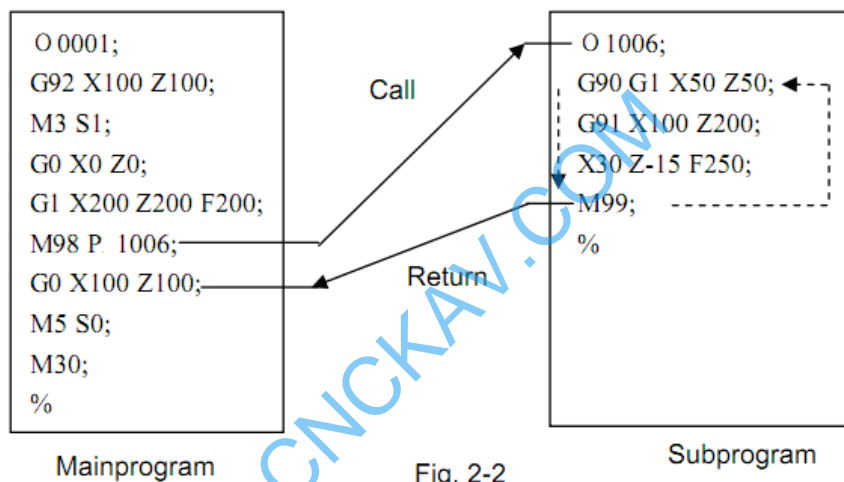 O 0001;
G92 X100 Z100;
M3 S1;
G0 X0 Z0;
G1 X200 Z200 F200;
M98 P 1006;
G0 X100 Z100;
M5 S0;
M30;
%
Mainprogram
Call
Return
Fig. 2-2
O 1006;
G90 G1 X50 Z50;
G91 X100 Z200;
X30 Z-15 F250;
M99;
%
Subprogram
CNCKAV.COM